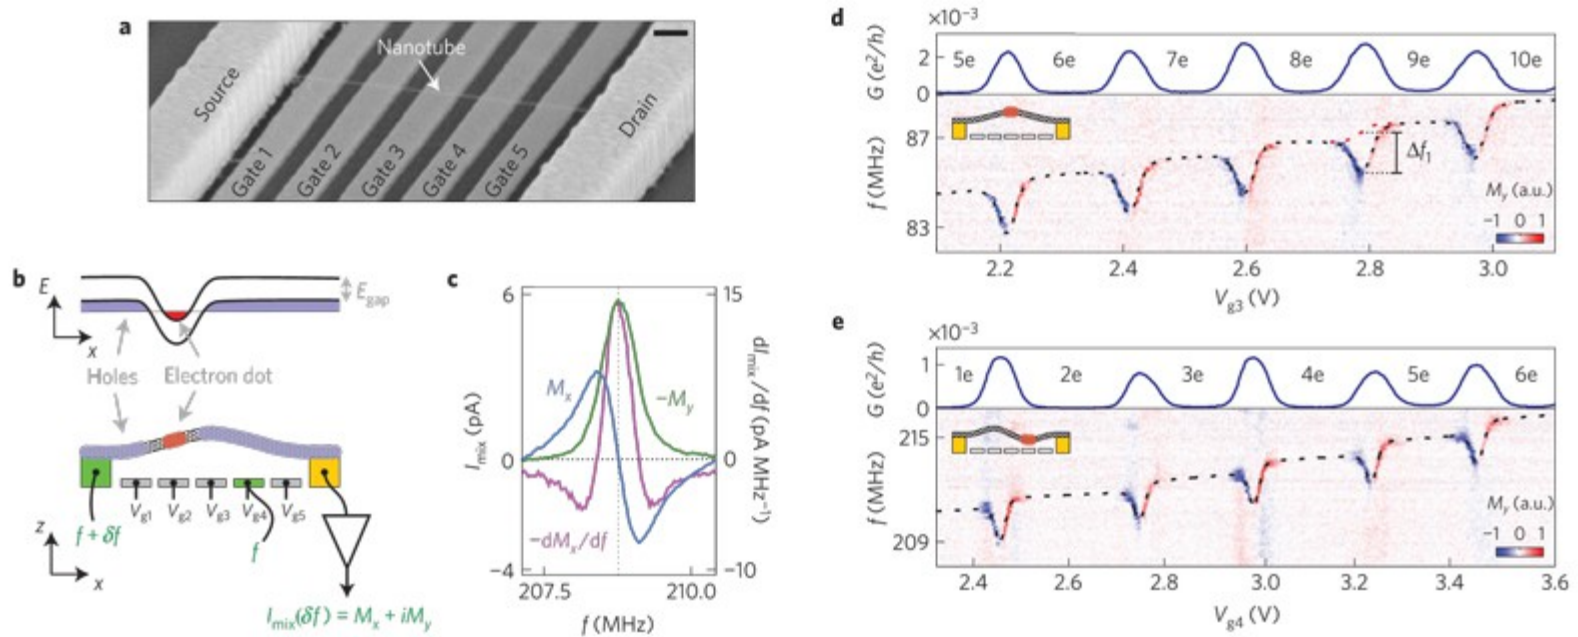 a
Nanotube
Source
Drain
Gate 1
Gate 2
Gate 3
Gate 4
Gate 5
b
E
x
E_gap
Holes
Electron dot
V_g1 V_g2 V_g3 V_g4 V_g5
f + δf
f
z
x
I_mix(δf) = M_x + iM_y
c
6
0
−4
I_mix (pA)
M_x
−M_y
−dM_x/df
15
0
−10
dI_mix/df (pA MHz⁻¹)
207.5 210.0
f (MHz)
d
×10⁻³
G (e²/h)
2
0
5e 6e 7e 8e 9e 10e
f (MHz)
87
83
Δf₁
M_y (a.u.)
−1 0 1
2.2 2.4 2.6 2.8 3.0
V_g3 (V)
e
×10⁻³
G (e²/h)
1
0
1e 2e 3e 4e 5e 6e
f (MHz)
215
209
M_y (a.u.)
−1 0 1
2.4 2.6 2.8 3.0 3.2 3.4 3.6
V_g4 (V)